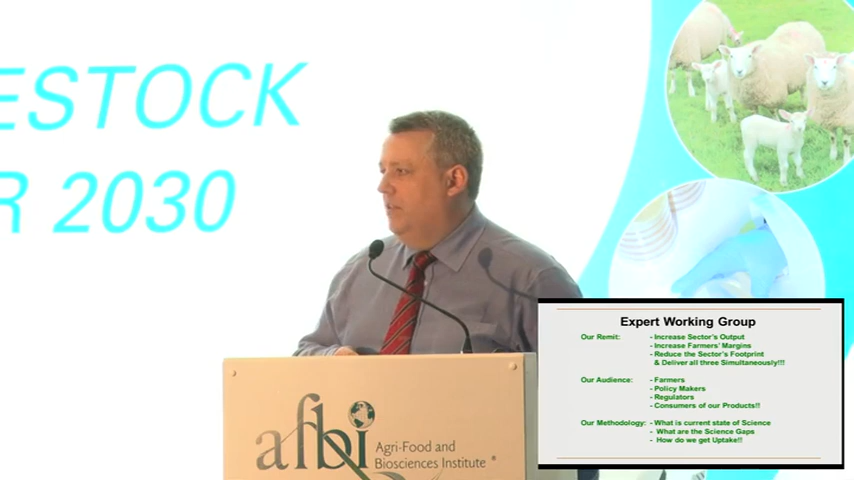 ESTOCK
R 2030
afbi
Agri-Food and
Biosciences Institute ®
Expert Working Group
Our Remit: - Increase Sector's Output
- Increase Farmers' Margins
- Reduce the Sector's Footprint
& Deliver all three Simultaneously!!!
Our Audience: - Farmers
- Policy Makers
- Regulators
- Consumers of our Products!!
Our Methodology: - What is current state of Science
- What are the Science Gaps
- How do we get Uptake!!